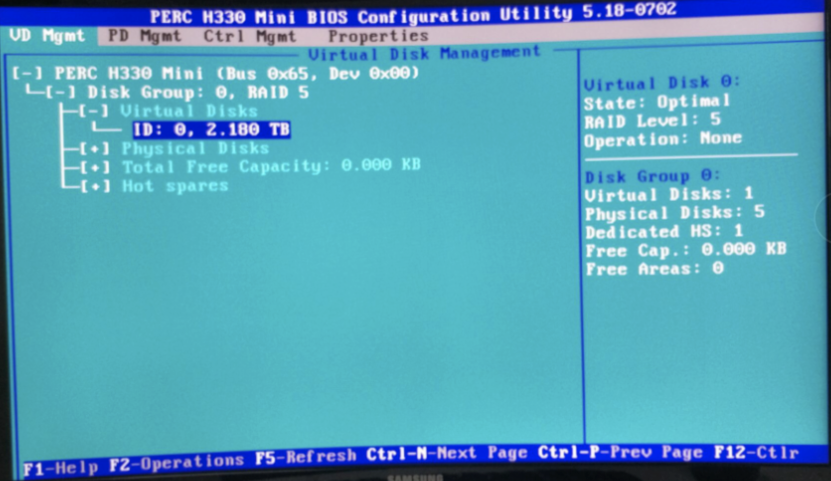 PERC H330 Mini BIOS Configuration Utility 5.18-0702
VD Mgmt PD Mgmt Ctrl Mgmt Properties
Virtual Disk Management
[-] PERC H330 Mini (Bus 0x65, Dev 0x00)
[-] Disk Group: 0, RAID 5
[-] Virtual Disks
ID: 0, 2.180 TB
[+] Physical Disks
[+] Total Free Capacity: 0.000 KB
[+] Hot spares
Virtual Disk 0:
State: Optimal
RAID Level: 5
Operation: None
Disk Group 0:
Virtual Disks: 1
Physical Disks: 5
Dedicated HS: 1
Free Cap.: 0.000 KB
Free Areas: 0
F1-Help F2-Operations F5-Refresh Ctrl-N-Next Page Ctrl-P-Prev Page F12-Ctlr
SAMSUNG